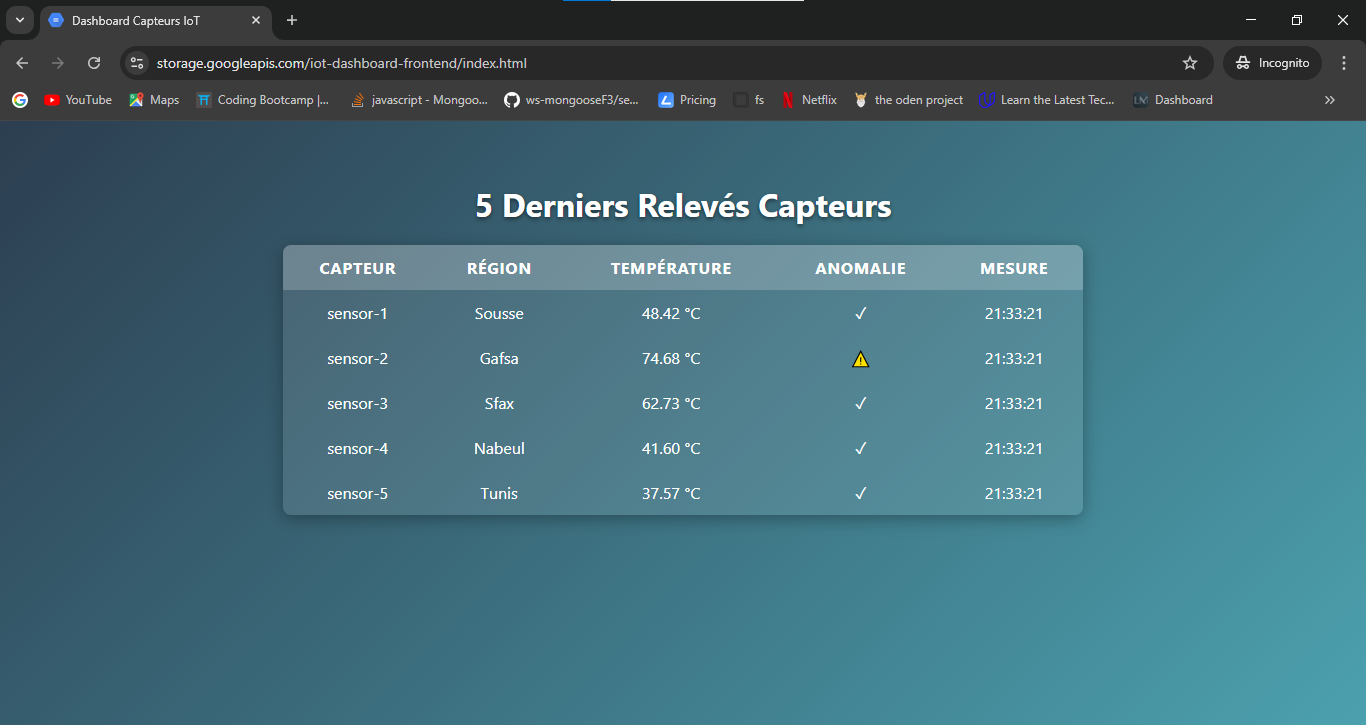 Dashboard Capteurs IoT
storage.googleapis.com/iot-dashboard-frontend/index.html
Incognito
YouTube Maps Coding Bootcamp |... javascript - Mongoo... ws-mongooseF3/se... Pricing fs Netflix the oden project Learn the Latest Tec... Dashboard
5 Derniers Relevés Capteurs
CAPTEUR RÉGION TEMPÉRATURE ANOMALIE MESURE
sensor-1 Sousse 48.42 °C ✓ 21:33:21
sensor-2 Gafsa 74.68 °C ⚠ 21:33:21
sensor-3 Sfax 62.73 °C ✓ 21:33:21
sensor-4 Nabeul 41.60 °C ✓ 21:33:21
sensor-5 Tunis 37.57 °C ✓ 21:33:21